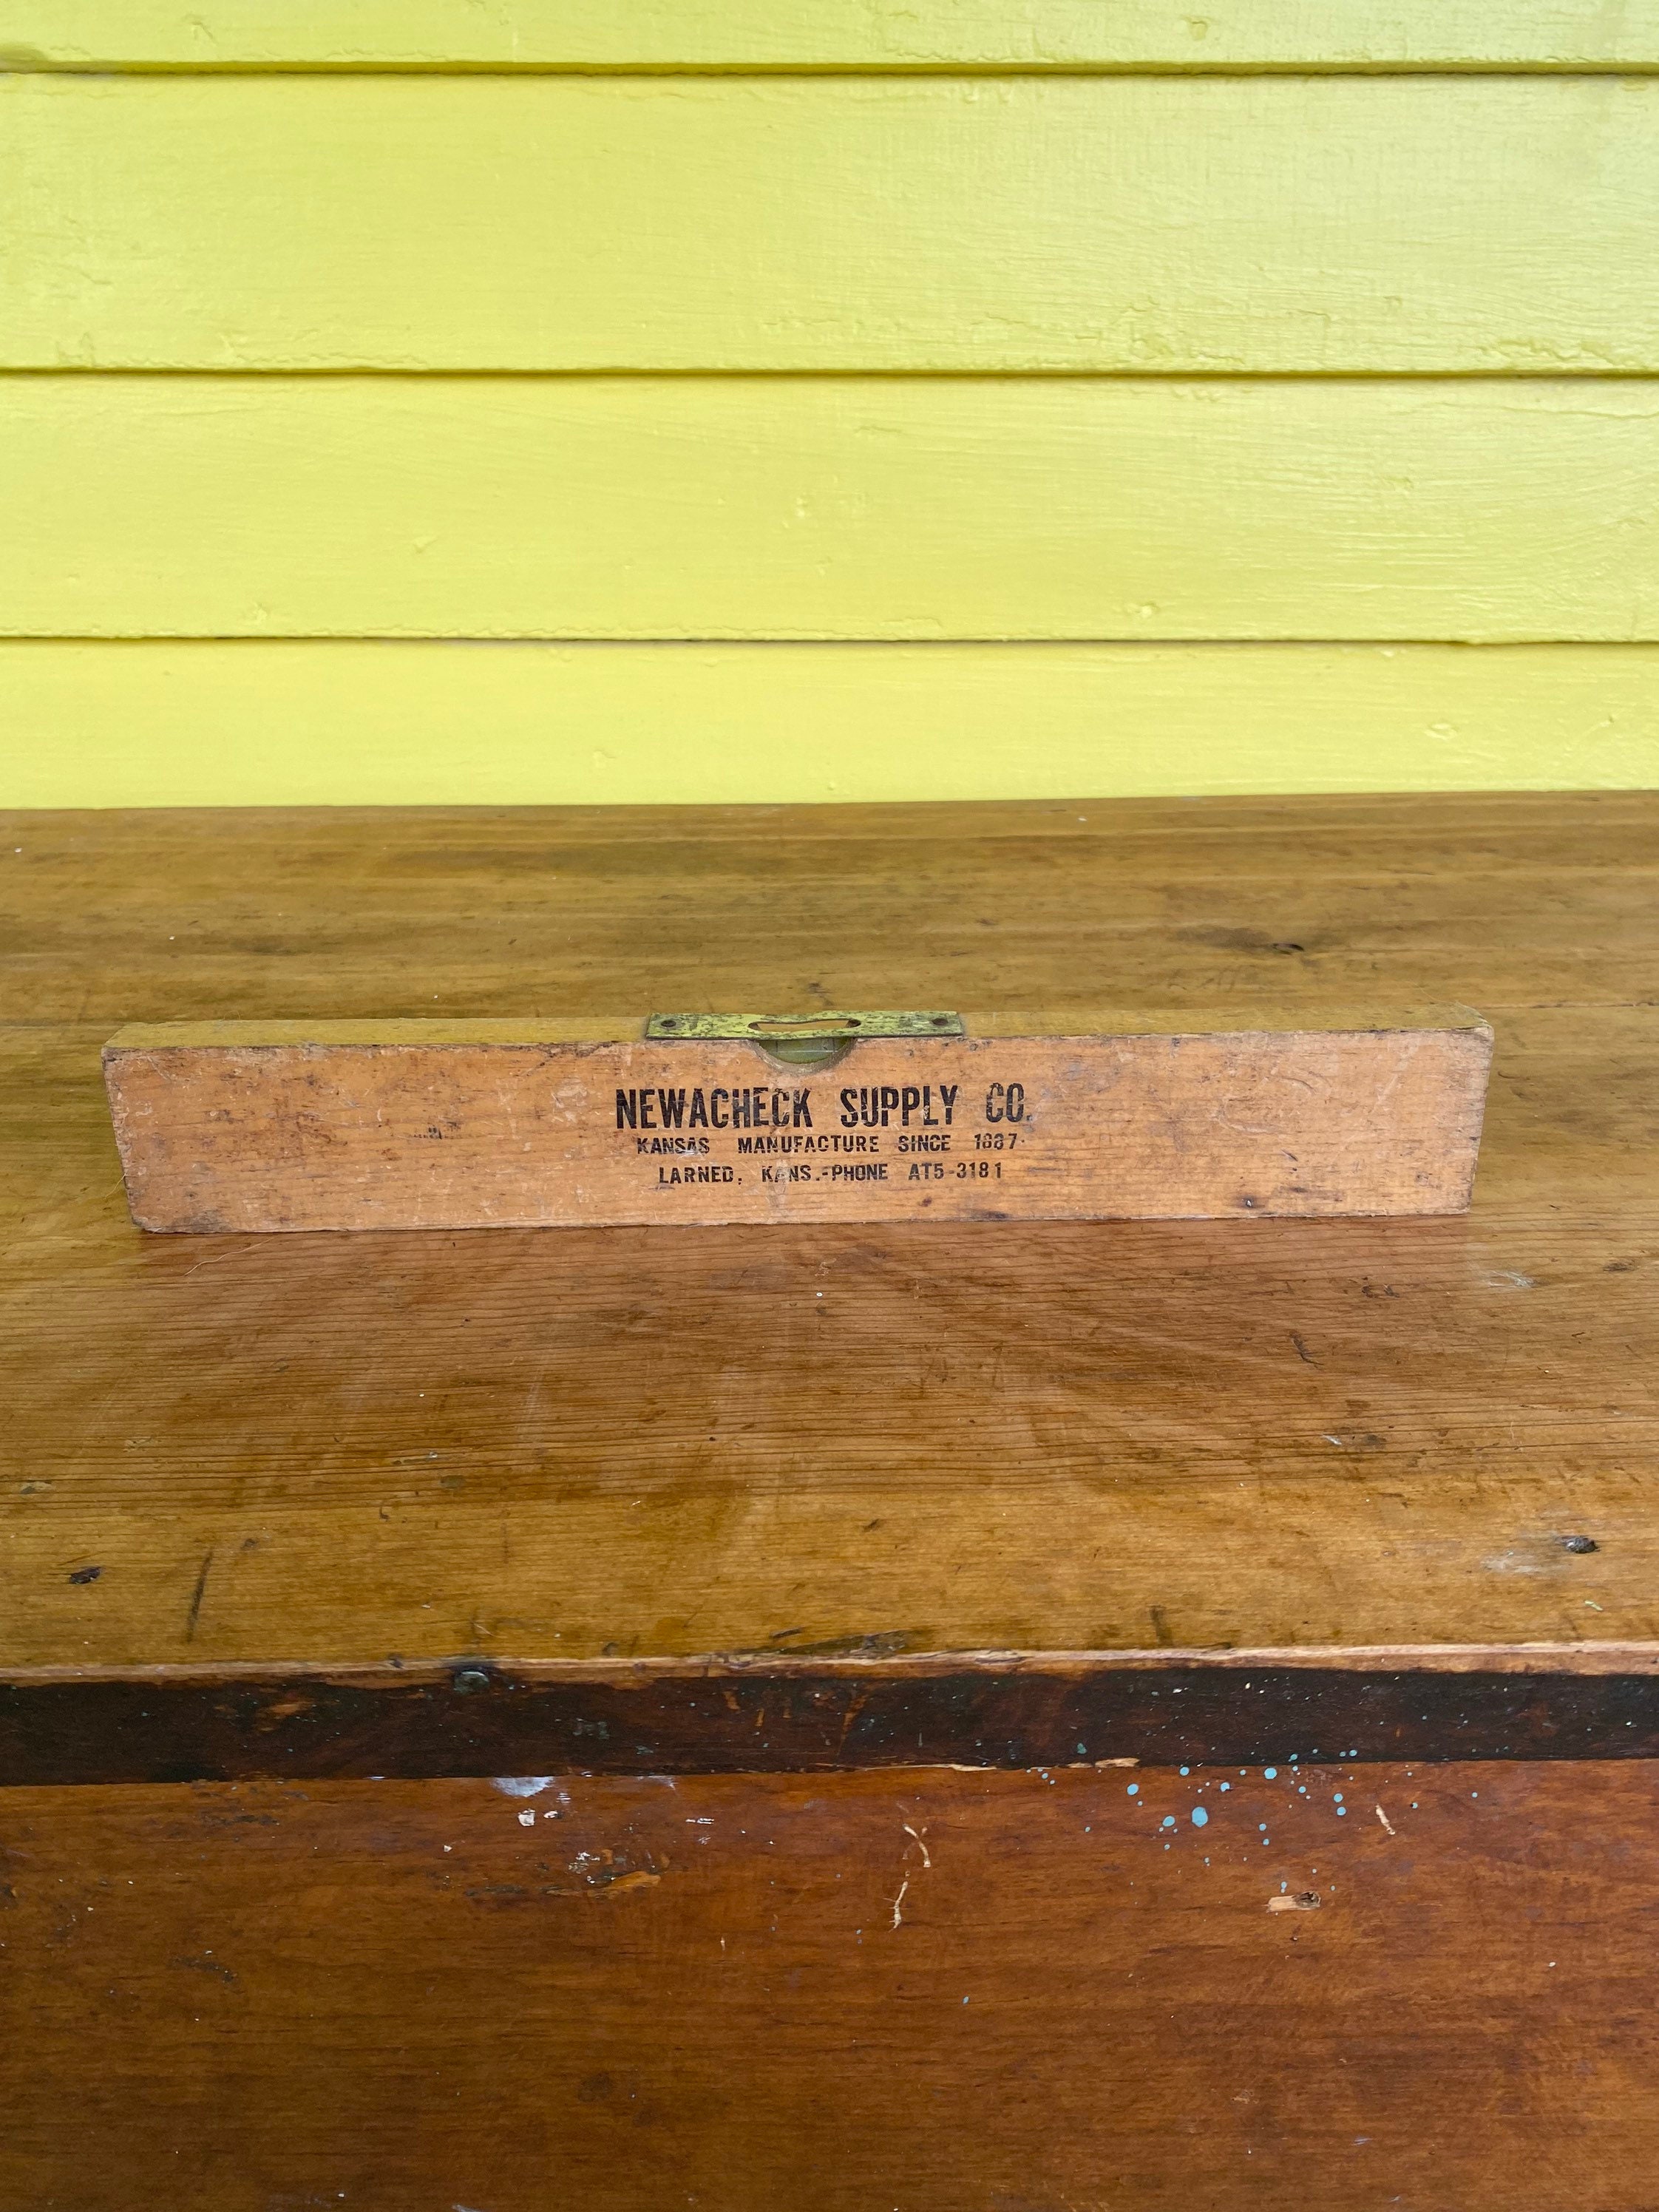 NEWACHECK SUPPLY CO.
KANSAS MANUFACTURE SINCE 1887.
LARNED, KANS.-PHONE AT5-3181